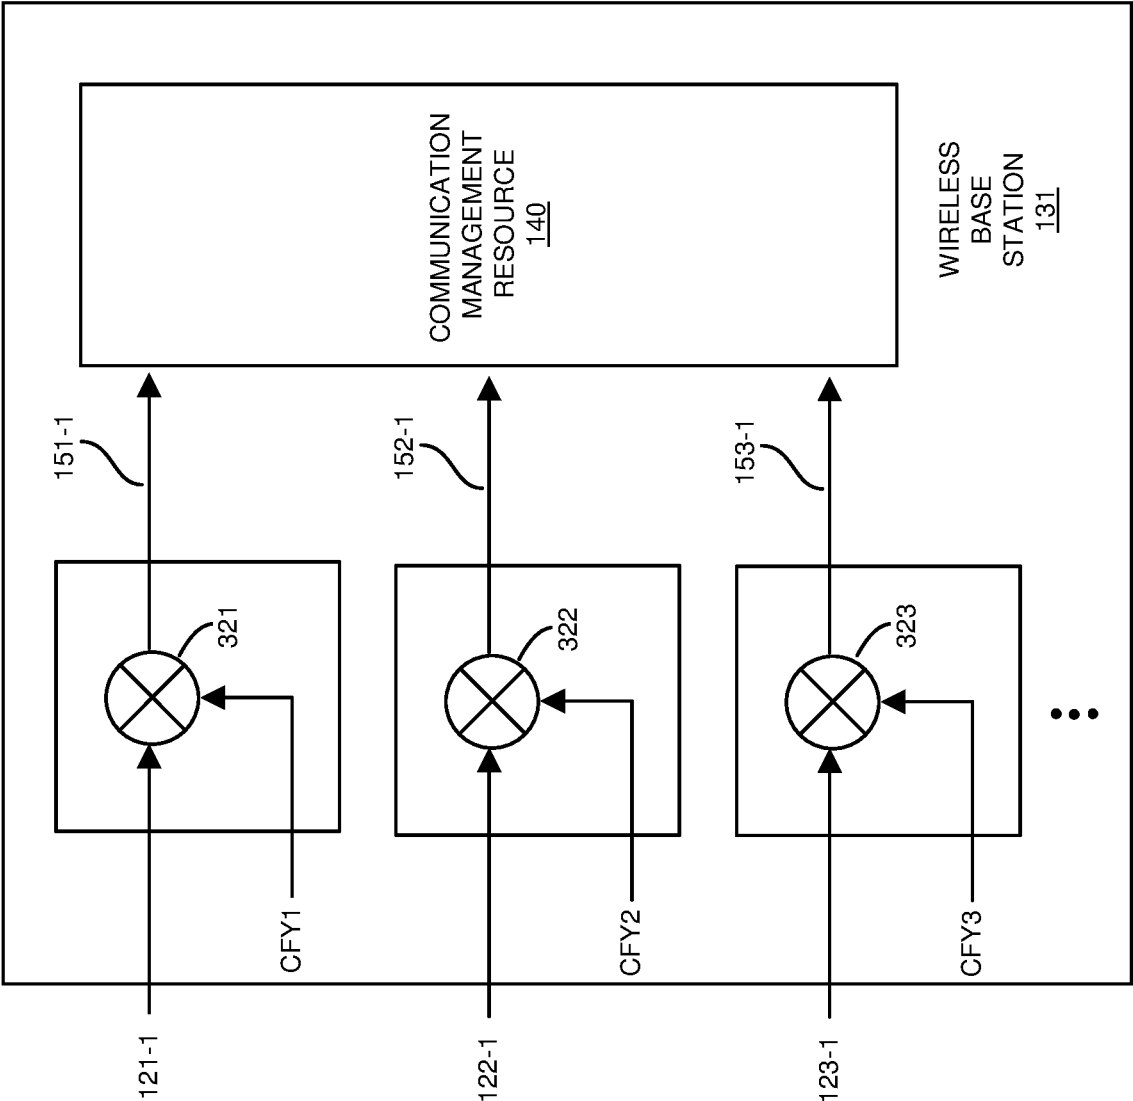 121-1
CFY1
321
151-1
122-1
CFY2
322
152-1
123-1
CFY3
323
153-1
COMMUNICATION
MANAGEMENT
RESOURCE
140
WIRELESS
BASE
STATION
131